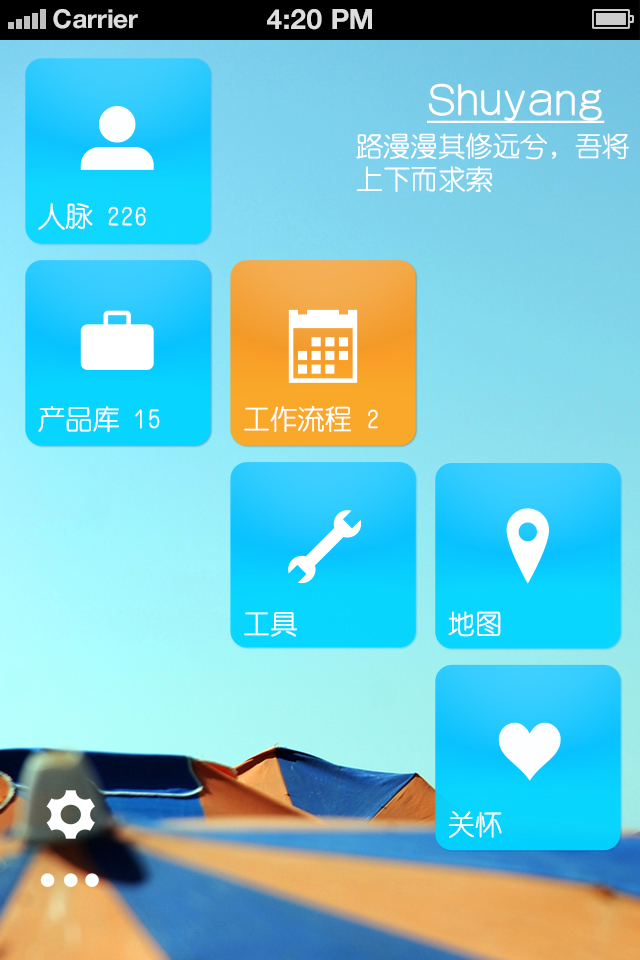 Carrier 4:20 PM
Shuyang
路漫漫其修远兮，吾将
上下而求索
人脉 226
产品库 15
工作流程 2
工具
地图
关怀